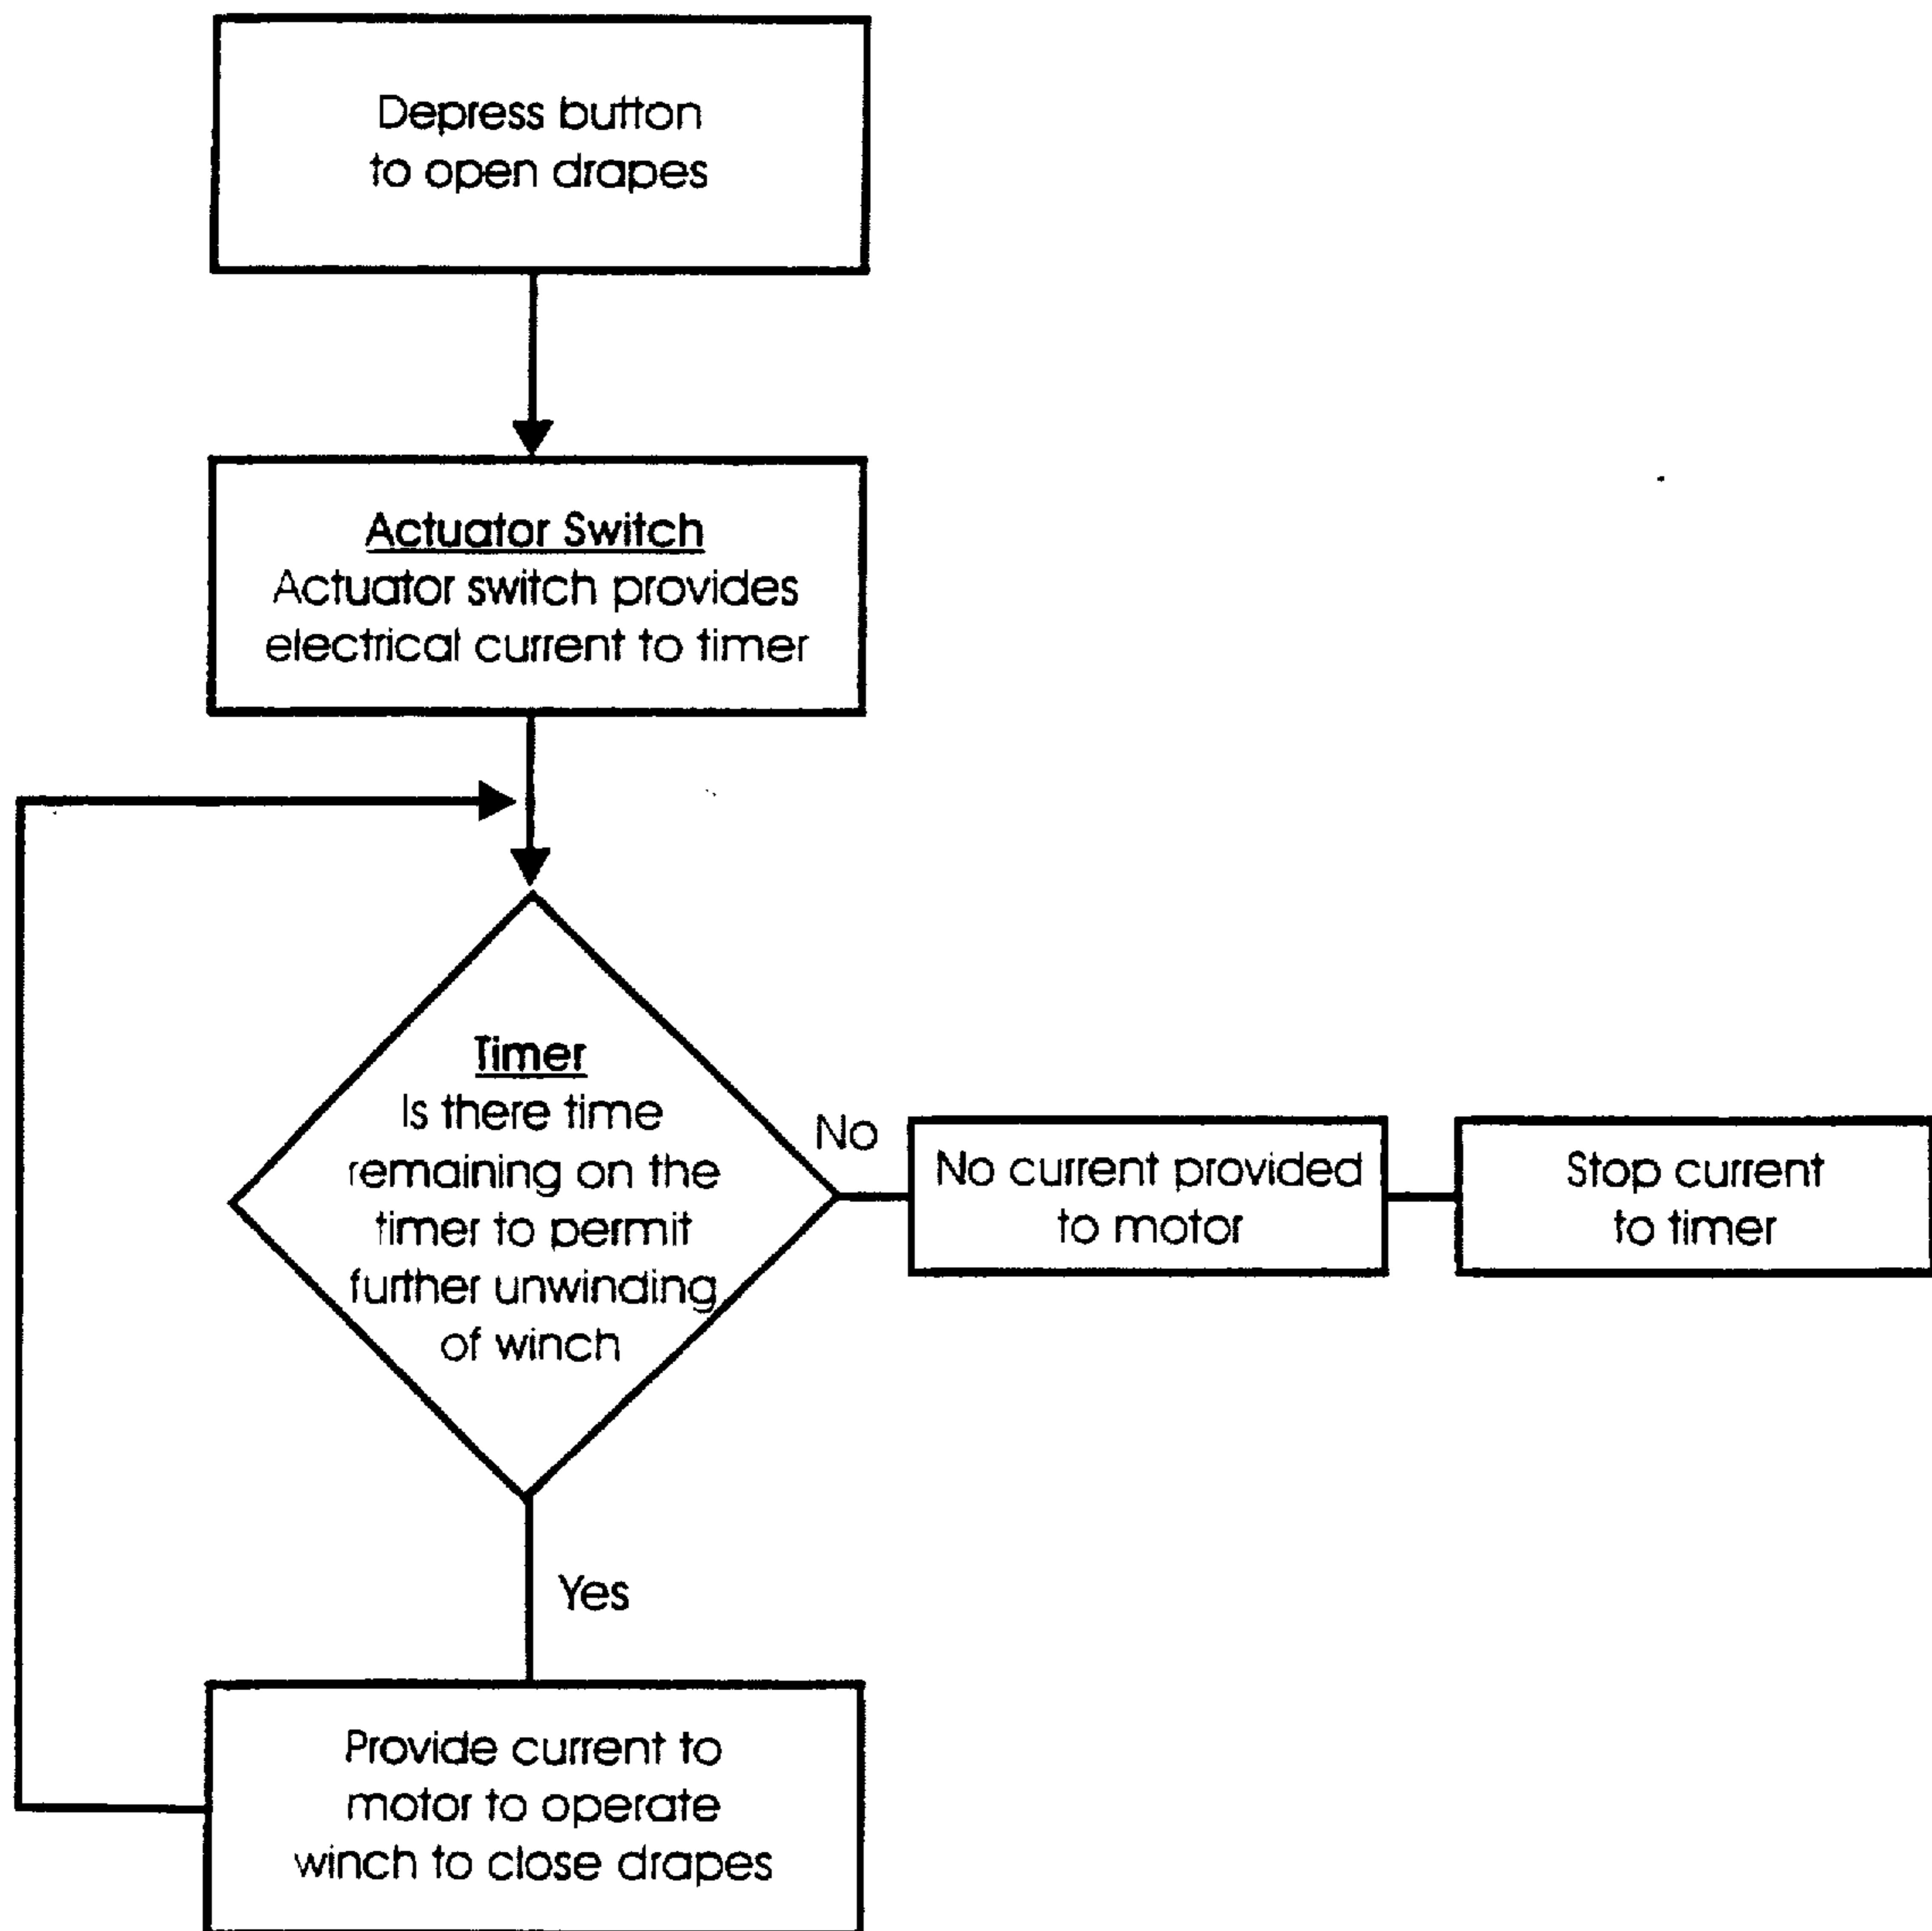 Depress button
to open drapes
Actuator Switch
Actuator switch provides
electrical current to timer
Timer
Is there time
remaining on the
timer to permit
further unwinding
of winch
No
No current provided
to motor
Stop current
to timer
Yes
Provide current to
motor to operate
winch to close drapes